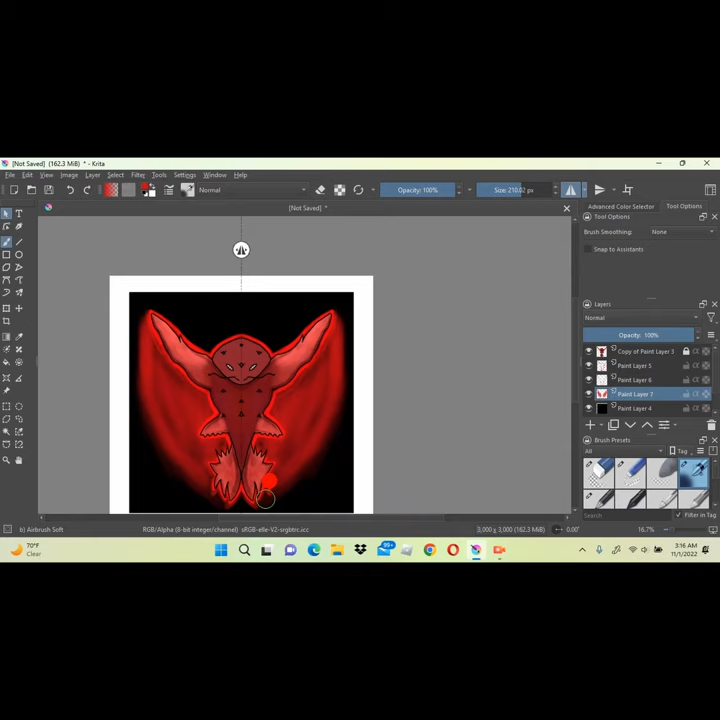 [Not Saved] (162.3 MiB) * - Krita
File Edit View Image Layer Select Filter Tools Settings Window Help
Normal
Opacity: 100%
Size: 210.02 px
[Not Saved] *
Advanced Color Selector Tool Options
Tool Options
Brush Smoothing: None
Snap to Assistants
Layers
Normal
Opacity: 100%
Copy of Paint Layer 3
Paint Layer 5
Paint Layer 6
Paint Layer 7
Paint Layer 4
Brush Presets
All Tag
Search Filter in Tag
b) Airbrush Soft RGB/Alpha (8-bit integer/channel) sRGB-elle-V2-srgbtrc.icc 3,000 x 3,000 (162.3 MiB) 0.00° 16.7%
70°F
Clear
99+
3:16 AM
11/1/2022